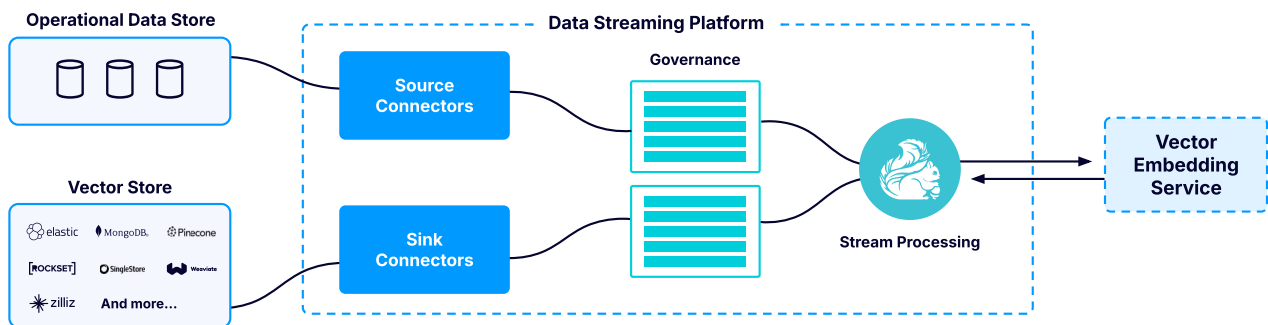 Operational Data Store
Data Streaming Platform
Governance
Source
Connectors
Vector
Embedding
Service
Vector Store
elastic
MongoDB®
Pinecone
ROCKSET
SingleStore
Weaviate
zilliz
And more...
Sink
Connectors
Stream Processing